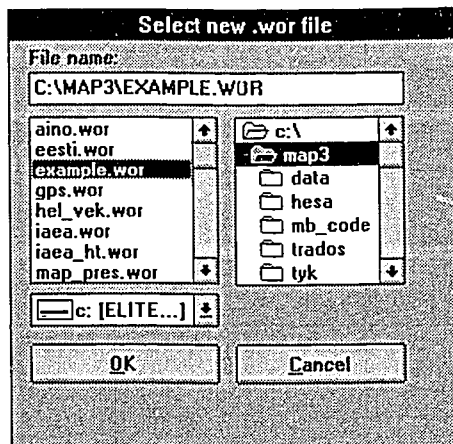 Select new .wor file
File name:
C:\MAP3\EXAMPLE.WOR
aino.wor
eesti.wor
example.wor
gps.wor
hel_vek.wor
iaea.wor
iaea_ht.wor
map_pres.wor
c:\
map3
data
hesa
mb_code
trados
tyk
c: [ELITE...]
OK
Cancel